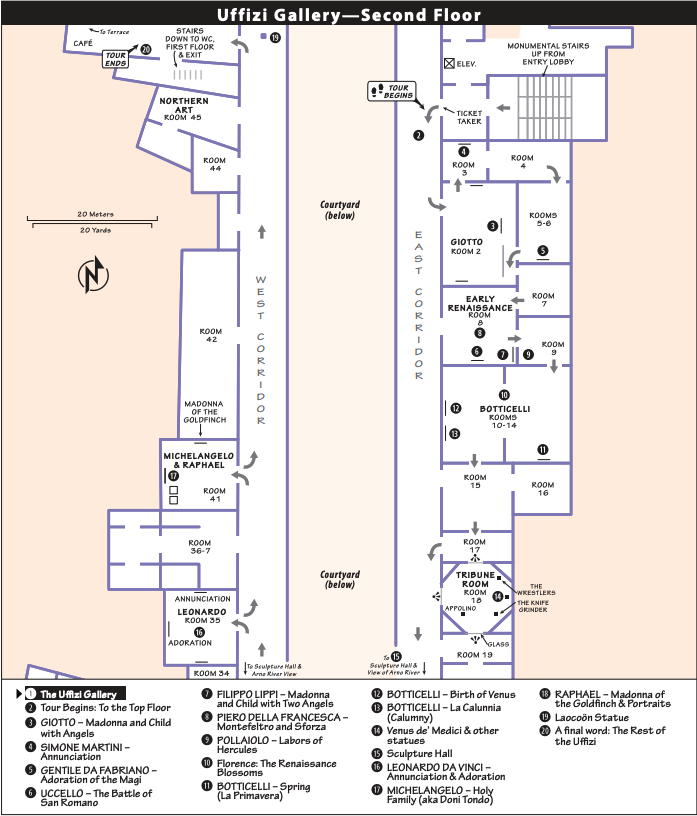 Uffizi Gallery—Second Floor
To Terrace
CAFÉ
TOUR
ENDS
20
STAIRS
DOWN TO WC,
FIRST FLOOR
& EXIT
19
NORTHERN
ART
ROOM 45
ROOM
44
20 Meters
20 Yards
N
ROOM
42
MADONNA
OF THE
GOLDFINCH
MICHELANGELO
& RAPHAEL
17
ROOM
41
ROOM
36-7
ANNUNCIATION
LEONARDO
ROOM 35
16
ADORATION
ROOM 34
WEST CORRIDOR
To Sculpture Hall &
Arno River View
Courtyard
(below)
Courtyard
(below)
EAST CORRIDOR
ELEV.
MONUMENTAL STAIRS
UP FROM
ENTRY LOBBY
TOUR
BEGINS
TICKET
TAKER
2
4
ROOM
3
ROOM
4
3
GIOTTO
ROOM 2
ROOMS
5-6
5
EARLY
RENAISSANCE
ROOM
8
8
6
7
ROOM
7
9
ROOM
9
10
BOTTICELLI
ROOMS
10-14
12
13
11
ROOM
15
ROOM
16
ROOM
17
TRIBUNE
ROOM
ROOM
18
14
APPOLINO
THE
WRESTLERS
THE KNIFE
GRINDER
GLASS
ROOM 19
15
To
Sculpture Hall &
View of Arno River
1 The Uffizi Gallery
2 Tour Begins: To the Top Floor
3 GIOTTO – Madonna and Child
with Angels
4 SIMONE MARTINI –
Annunciation
5 GENTILE DA FABRIANO –
Adoration of the Magi
6 UCCELLO – The Battle of
San Romano
7 FILIPPO LIPPI – Madonna
and Child with Two Angels
8 PIERO DELLA FRANCESCA –
Montefeltro and Sforza
9 POLLAIOLO – Labors of
Hercules
10 Florence: The Renaissance
Blossoms
11 BOTTICELLI – Spring
(La Primavera)
12 BOTTICELLI – Birth of Venus
13 BOTTICELLI – La Calunnia
(Calumny)
14 Venus de' Medici & other
statues
15 Sculpture Hall
16 LEONARDO DA VINCI –
Annunciation & Adoration
17 MICHELANGELO – Holy
Family (aka Doni Tondo)
18 RAPHAEL – Madonna of
the Goldfinch & Portraits
19 Laocoön Statue
20 A final word: The Rest of
the Uffizi